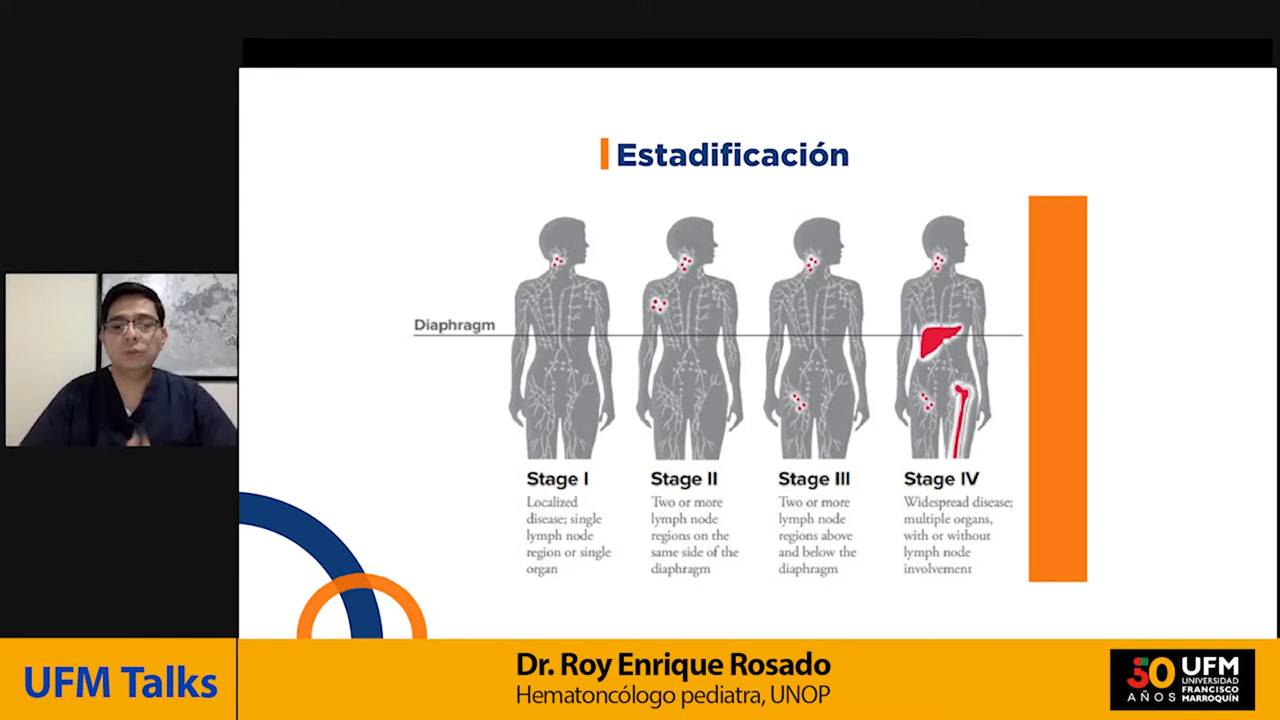 Estadificación
Diaphragm
Stage I
Localized
disease; single
lymph node
region or single
organ
Stage II
Two or more
lymph node
regions on the
same side of the
diaphragm
Stage III
Two or more
lymph node
regions above
and below the
diaphragm
Stage IV
Widespread disease;
multiple organs,
with or without
lymph node
involvement
UFM Talks
Dr. Roy Enrique Rosado
Hematoncólogo pediatra, UNOP
50
AÑOS
UFM
UNIVERSIDAD
FRANCISCO
MARROQUÍN